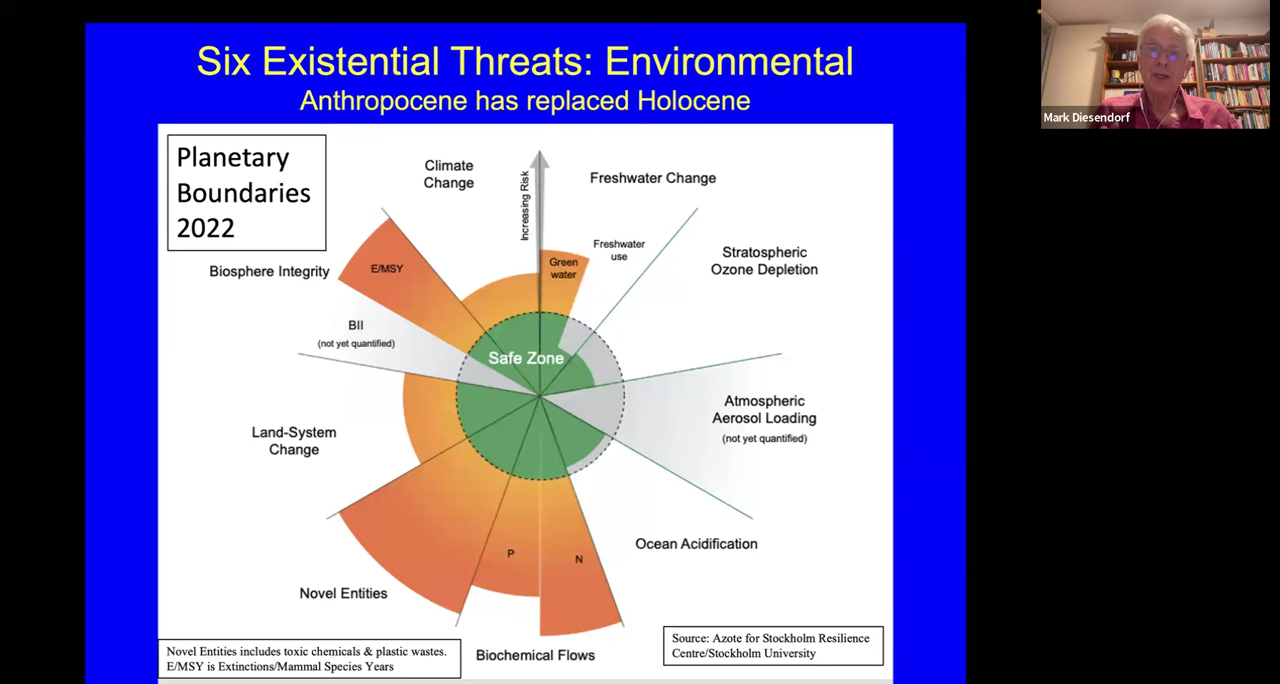 Six Existential Threats: Environmental
Anthropocene has replaced Holocene
Mark Diesendorf
Planetary
Boundaries
2022
Climate
Change
Increasing Risk
Freshwater Change
Freshwater
use
Green
water
Stratospheric
Ozone Depletion
Biosphere Integrity
E/MSY
BII
(not yet quantified)
Safe Zone
Atmospheric
Aerosol Loading
(not yet quantified)
Land-System
Change
Ocean Acidification
P
N
Novel Entities
Biochemical Flows
Novel Entities includes toxic chemicals & plastic wastes.
E/MSY is Extinctions/Mammal Species Years
Source: Azote for Stockholm Resilience
Centre/Stockholm University